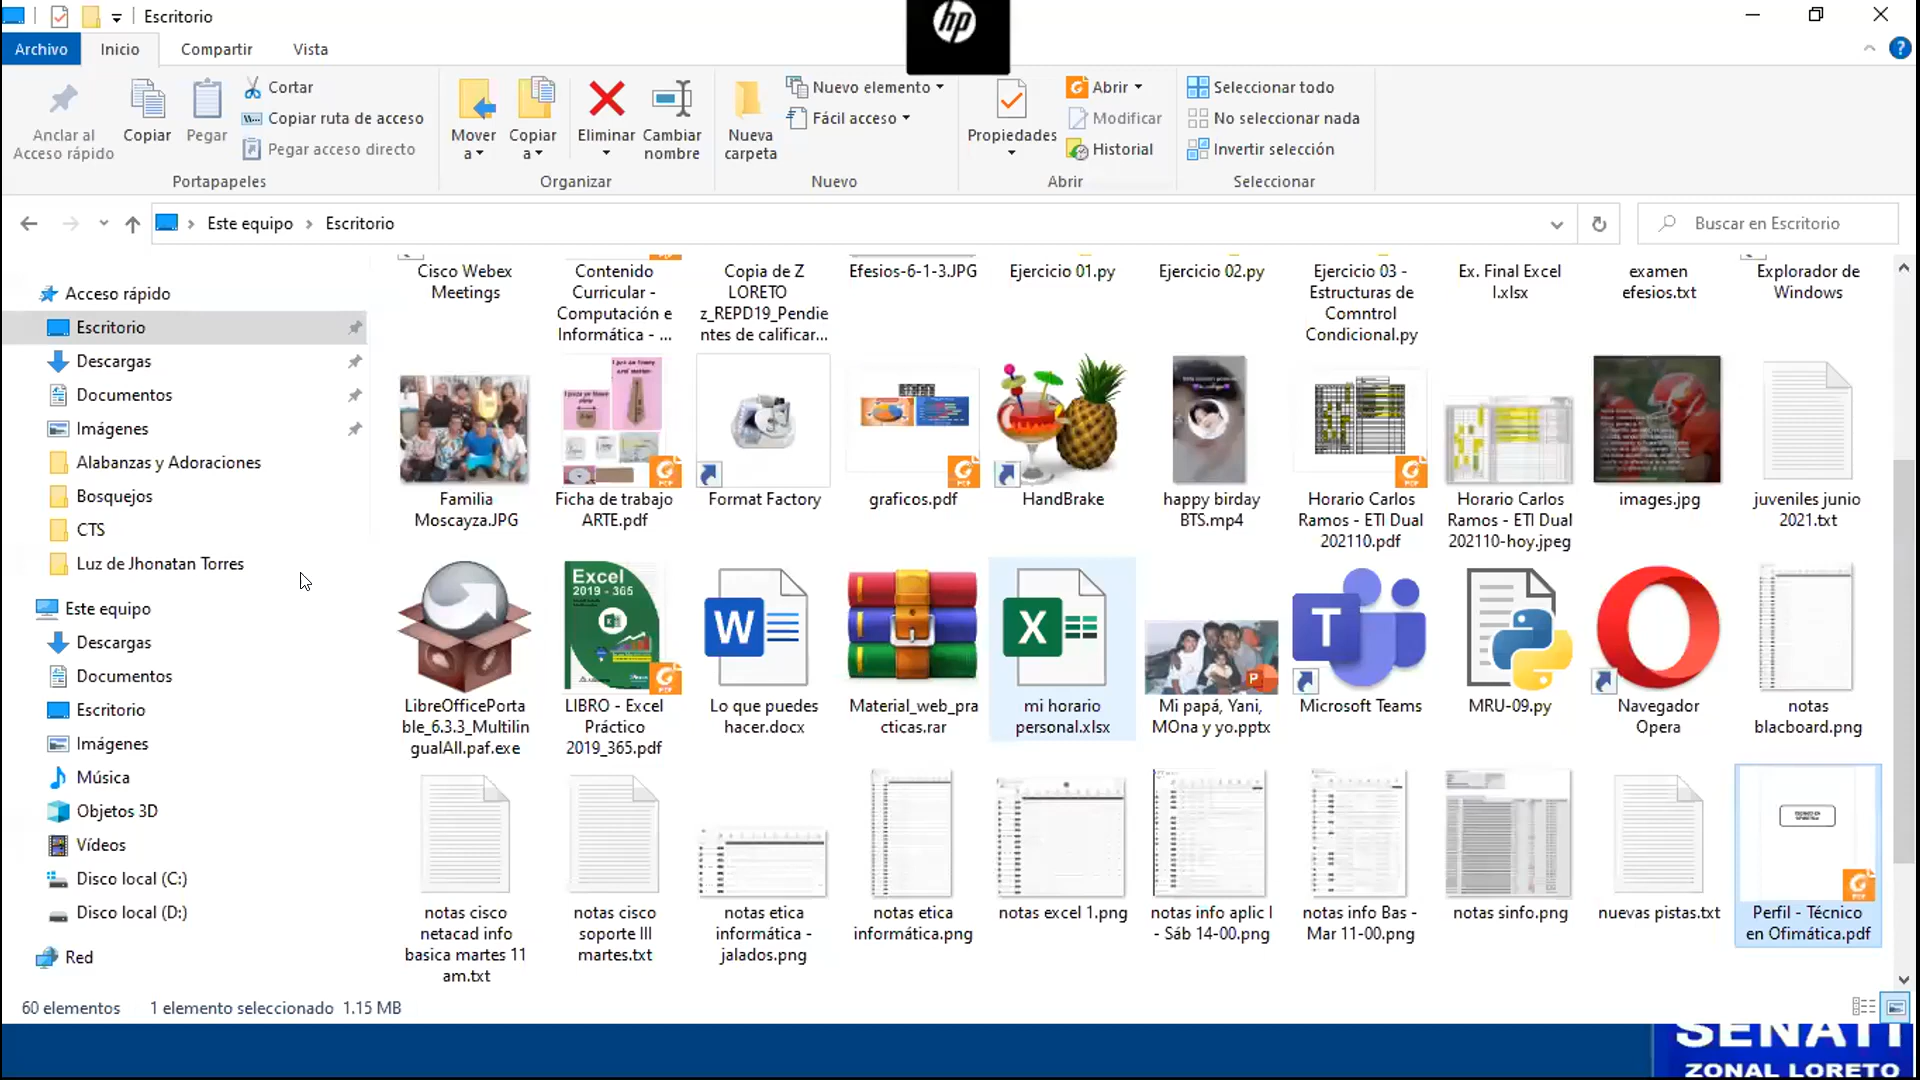 Escritorio
hp
Archivo
Inicio
Compartir
Vista
Anclar al
Acceso rápido
Copiar
Pegar
Cortar
Copiar ruta de acceso
Pegar acceso directo
Portapapeles
Mover
a
Copiar
a
Eliminar
Cambiar
nombre
Organizar
Nueva
carpeta
Nuevo elemento
Fácil acceso
Nuevo
Propiedades
Abrir
Modificar
Historial
Abrir
Seleccionar todo
No seleccionar nada
Invertir selección
Seleccionar
Este equipo
Escritorio
Buscar en Escritorio
Acceso rápido
Escritorio
Descargas
Documentos
Imágenes
Alabanzas y Adoraciones
Bosquejos
CTS
Luz de Jhonatan Torres
Este equipo
Descargas
Documentos
Escritorio
Imágenes
Música
Objetos 3D
Vídeos
Disco local (C:)
Disco local (D:)
Red
Cisco Webex
Meetings
Contenido
Curricular -
Computación e
Informática - ...
Copia de Z
LORETO
z_REPD19_Pendie
ntes de calificar...
Efesios-6-1-3.JPG
Ejercicio 01.py
Ejercicio 02.py
Ejercicio 03 -
Estructuras de
Comntrol
Condicional.py
Ex. Final Excel
I.xlsx
examen
efesios.txt
Explorador de
Windows
Familia
Moscayza.JPG
Ficha de trabajo
ARTE.pdf
Format Factory
graficos.pdf
HandBrake
happy birday
BTS.mp4
Horario Carlos
Ramos - ETI Dual
202110.pdf
Horario Carlos
Ramos - ETI Dual
202110-hoy.jpeg
images.jpg
juveniles junio
2021.txt
Excel
2019 - 365
LibreOfficePorta
ble_6.3.3_Multilin
gualAll.paf.exe
LIBRO - Excel
Práctico
2019_365.pdf
Lo que puedes
hacer.docx
Material_web_pra
cticas.rar
mi horario
personal.xlsx
Mi papá, Yani,
MOna y yo.pptx
Microsoft Teams
MRU-09.py
Navegador
Opera
notas
blacboard.png
notas cisco
netacad info
basica martes 11
am.txt
notas cisco
soporte III
martes.txt
notas etica
informática -
jalados.png
notas etica
informática.png
notas excel 1.png
notas info aplic I
- Sáb 14-00.png
notas info Bas -
Mar 11-00.png
notas sinfo.png
nuevas pistas.txt
Perfil - Técnico
en Ofimática.pdf
60 elementos
1 elemento seleccionado 1.15 MB
SENATI
ZONAL LORETO